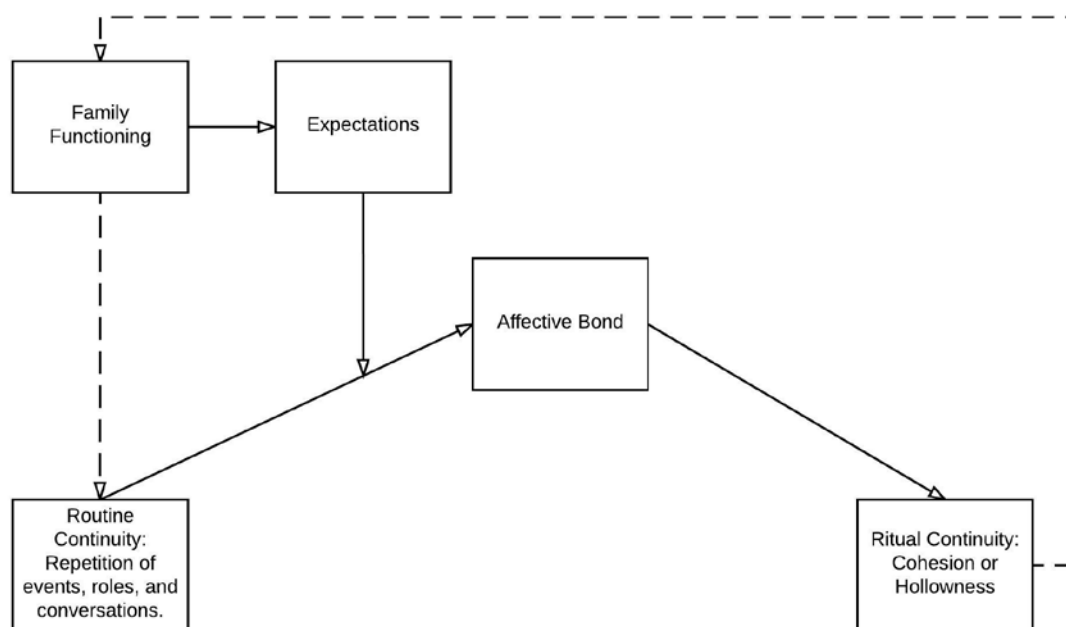 Family
Functioning
Expectations
Affective Bond
Routine
Continuity:
Repetition of
events, roles, and
conversations.
Ritual Continuity:
Cohesion or
Hollowness